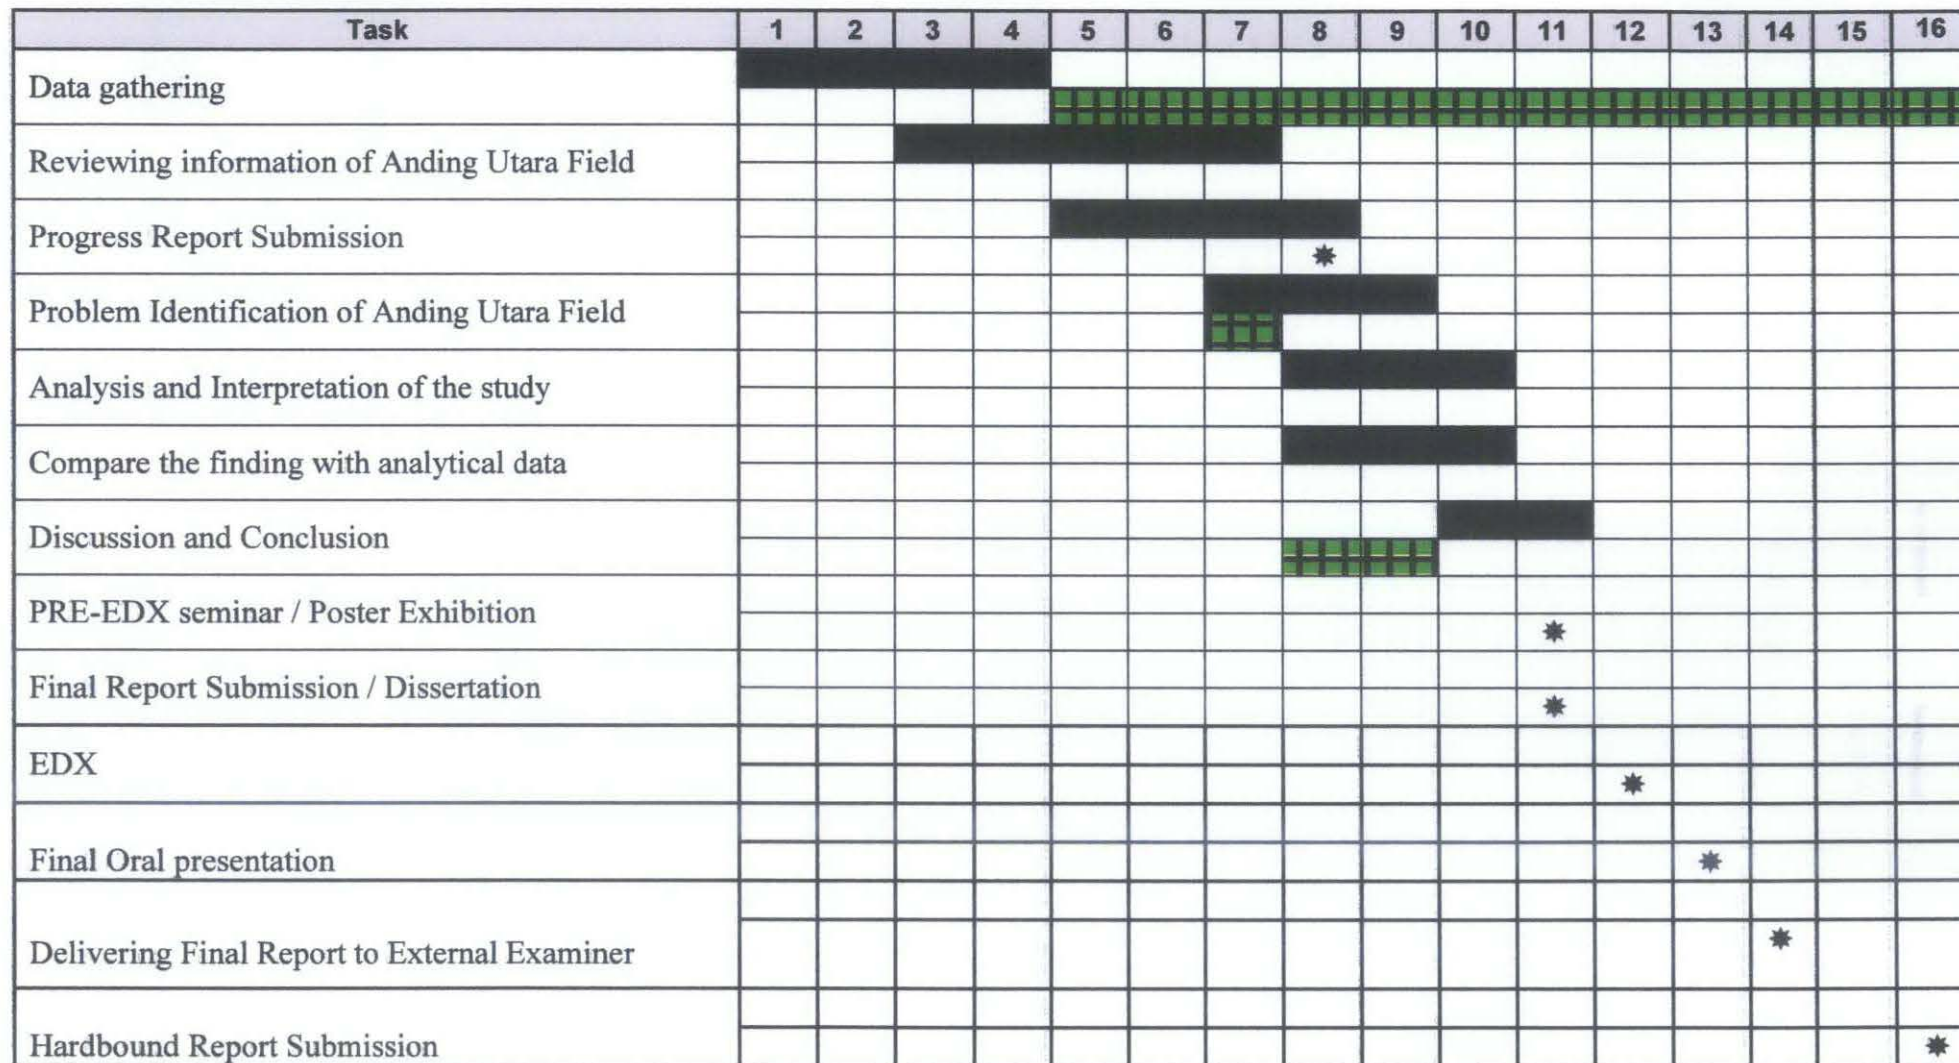 Task 1 2 3 4 5 6 7 8 9 10 11 12 13 14 15 16
Data gathering
Reviewing information of Anding Utara Field
Progress Report Submission
Problem Identification of Anding Utara Field
Analysis and Interpretation of the study
Compare the finding with analytical data
Discussion and Conclusion
PRE-EDX seminar / Poster Exhibition
Final Report Submission / Dissertation
EDX
Final Oral presentation
Delivering Final Report to External Examiner
Hardbound Report Submission